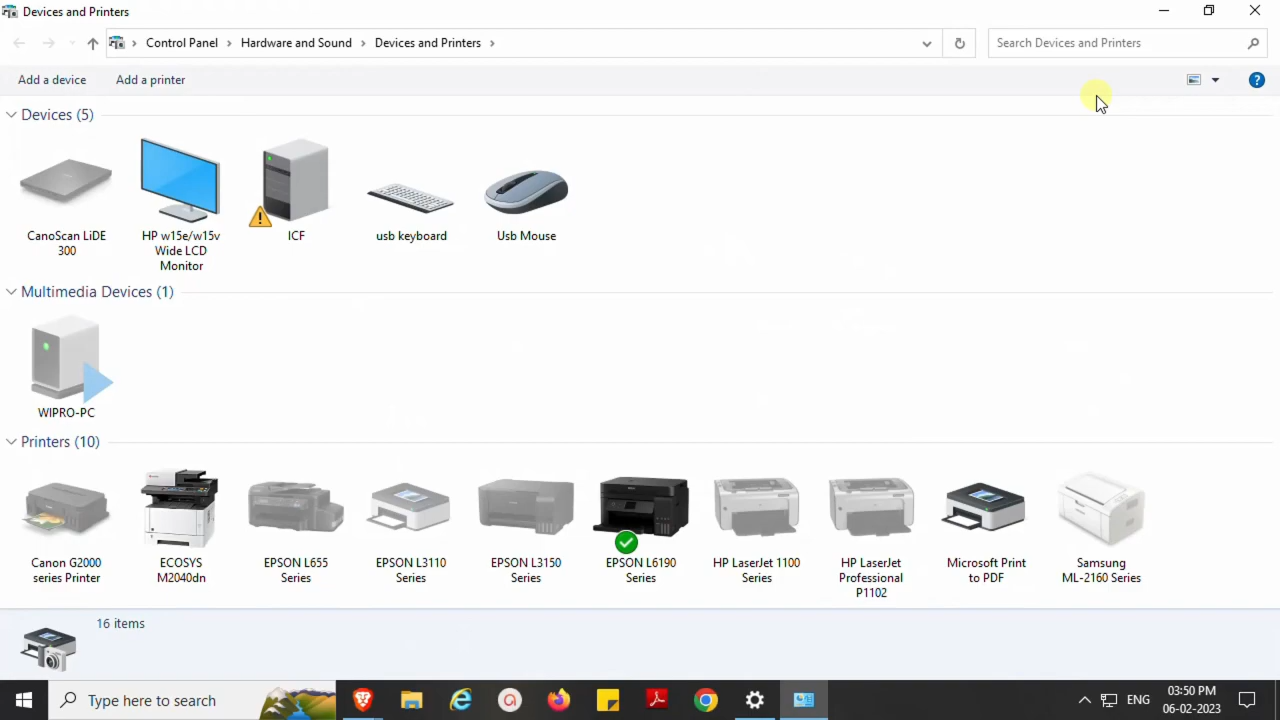 Devices and Printers
Control Panel > Hardware and Sound > Devices and Printers >
Search Devices and Printers
Add a device
Add a printer
Devices (5)
CanoScan LiDE
300
HP w15e/w15v
Wide LCD
Monitor
ICF
usb keyboard
Usb Mouse
Multimedia Devices (1)
WIPRO-PC
Printers (10)
Canon G2000
series Printer
ECOSYS
M2040dn
EPSON L655
Series
EPSON L3110
Series
EPSON L3150
Series
EPSON L6190
Series
HP LaserJet 1100
Series
HP LaserJet
Professional
P1102
Microsoft Print
to PDF
Samsung
ML-2160 Series
16 items
Type here to search
ENG
03:50 PM
06-02-2023